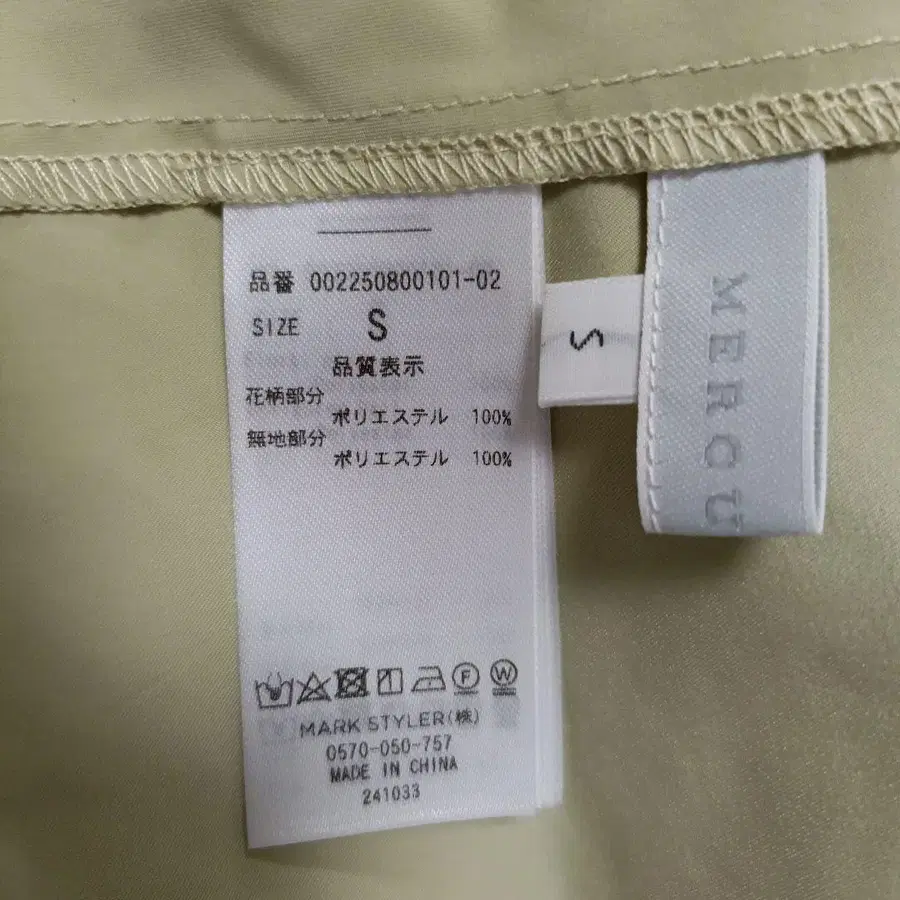 品番 002250800101-02
SIZE S
品質表示
花柄部分
ポリエステル 100%
無地部分
ポリエステル 100%
F W
MARK STYLER(株)
0570-050-757
MADE IN CHINA
241033
S
MERCU